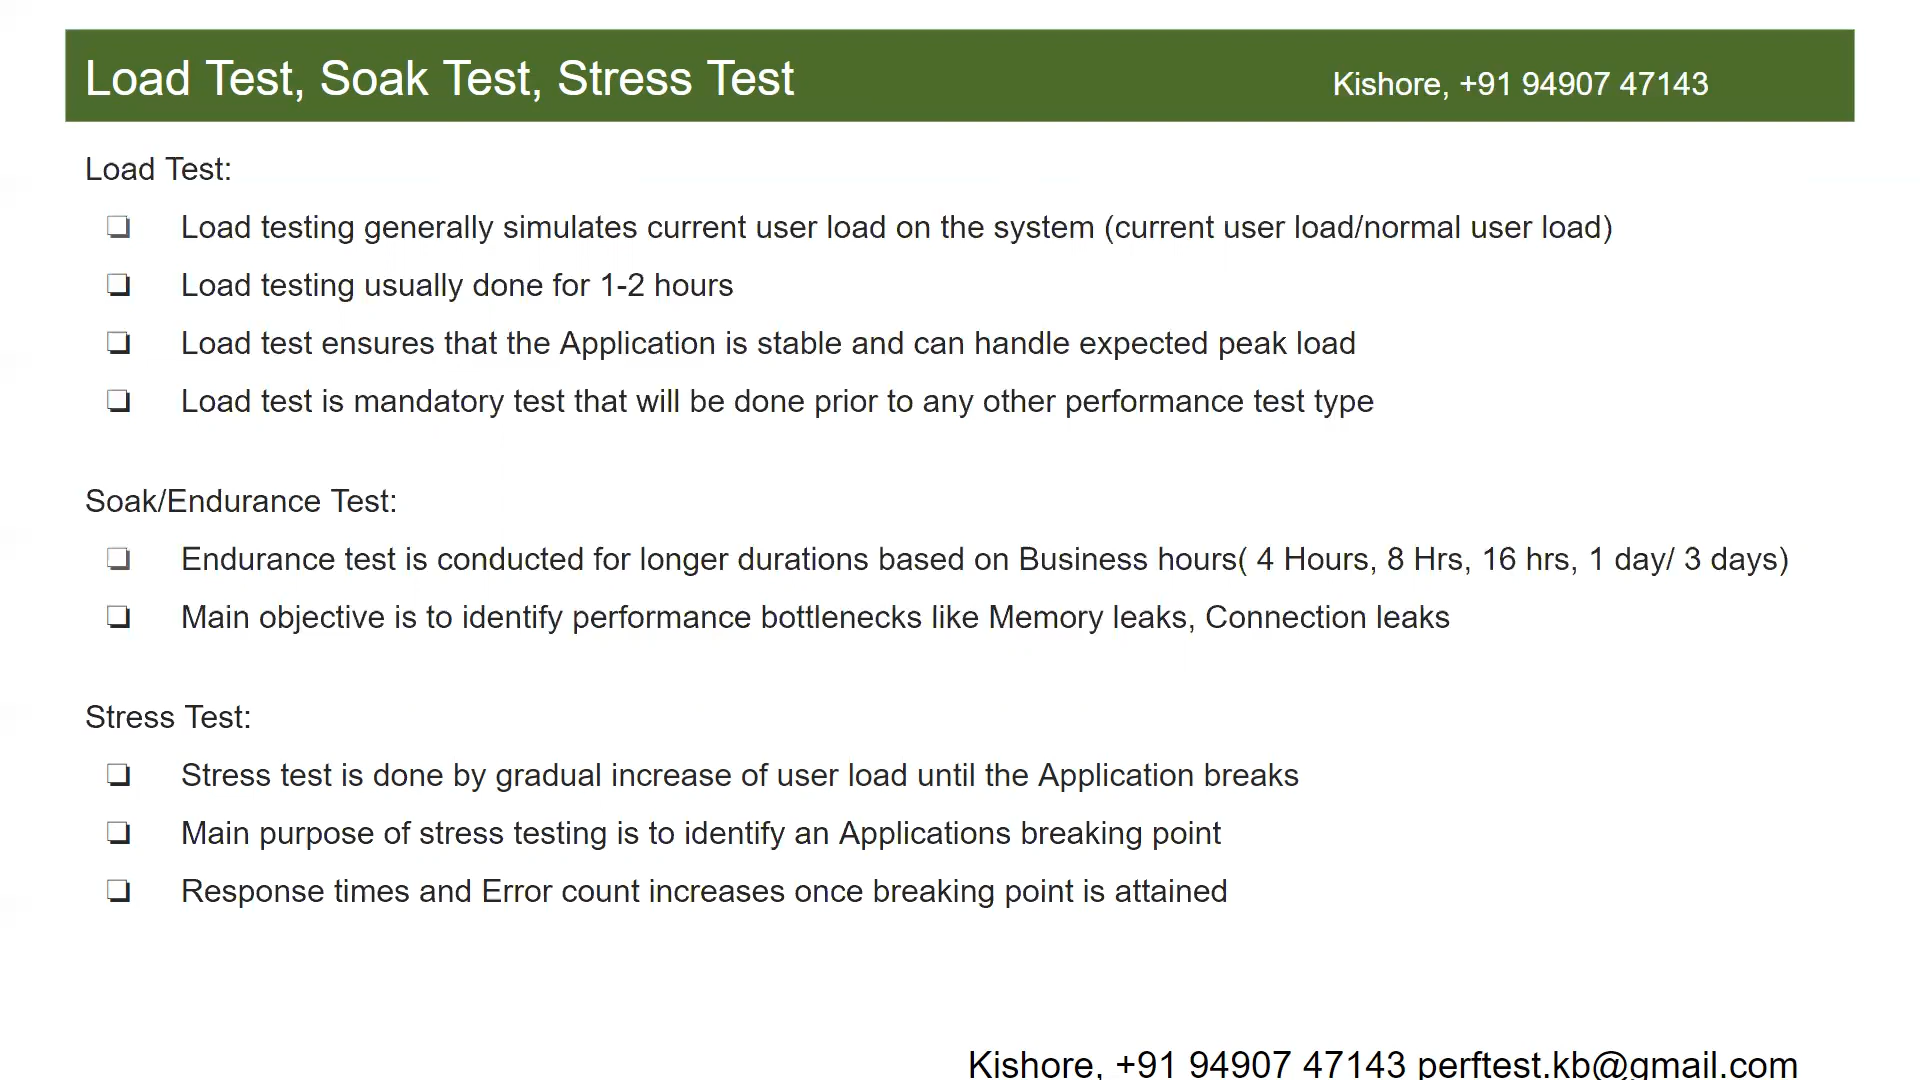 Load Test, Soak Test, Stress Test
Kishore, +91 94907 47143
Load Test:
❏ Load testing generally simulates current user load on the system (current user load/normal user load)
❏ Load testing usually done for 1-2 hours
❏ Load test ensures that the Application is stable and can handle expected peak load
❏ Load test is mandatory test that will be done prior to any other performance test type
Soak/Endurance Test:
❏ Endurance test is conducted for longer durations based on Business hours( 4 Hours, 8 Hrs, 16 hrs, 1 day/ 3 days)
❏ Main objective is to identify performance bottlenecks like Memory leaks, Connection leaks
Stress Test:
❏ Stress test is done by gradual increase of user load until the Application breaks
❏ Main purpose of stress testing is to identify an Applications breaking point
❏ Response times and Error count increases once breaking point is attained
Kishore, +91 94907 47143 perftest.kb@gmail.com